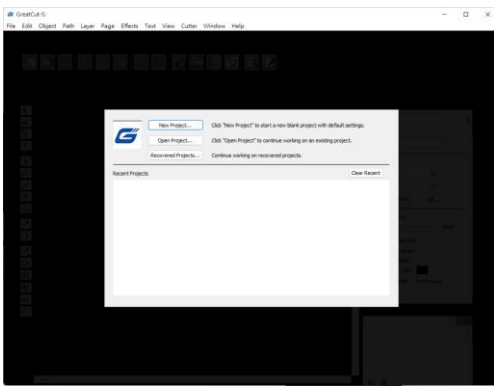 GreatCut-S:
File Edit Object Path Layer Page Effects Text View Cutter Window Help
New Project... Click "New Project" to start a new blank project with default settings.
Open Project... Click "Open Project" to continue working on an existing project.
Recovered Projects... Continue working on recovered projects.
Recent Projects Clear Recent